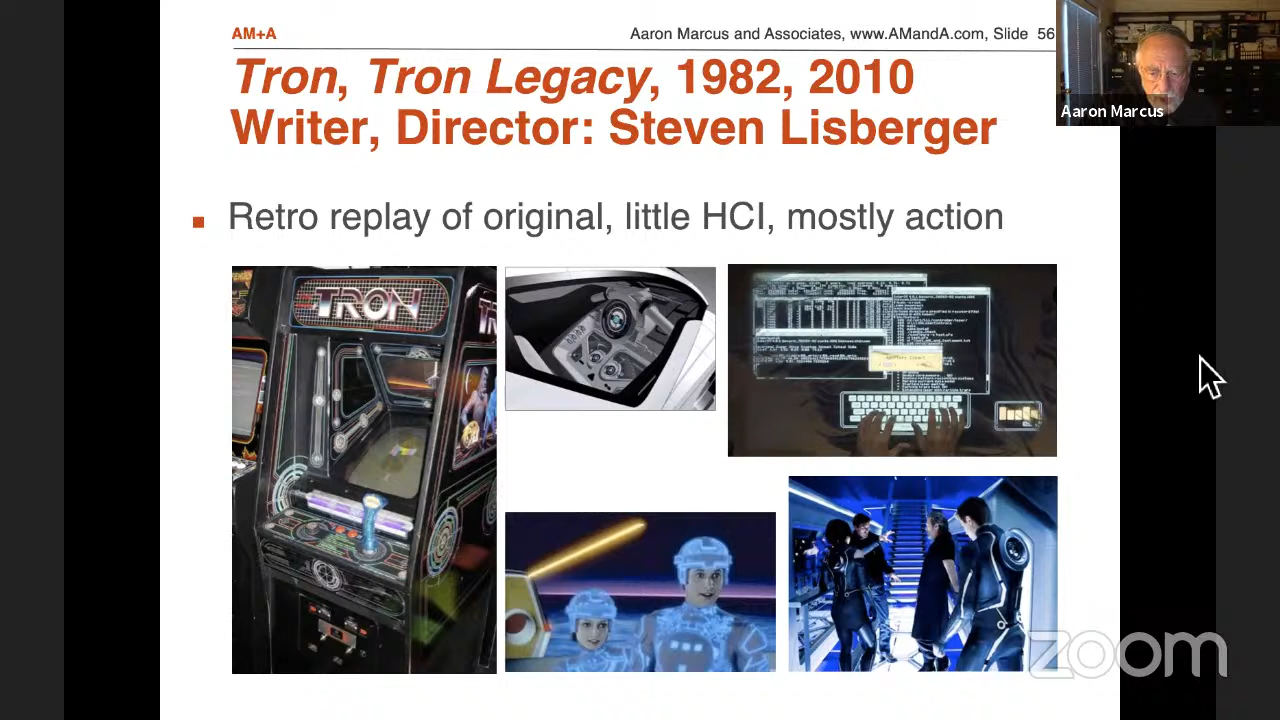 AM+A
Aaron Marcus and Associates, www.AMandA.com, Slide 56
Tron, Tron Legacy, 1982, 2010
Writer, Director: Steven Lisberger
Aaron Marcus
▪ Retro replay of original, little HCI, mostly action
TRON
zoom